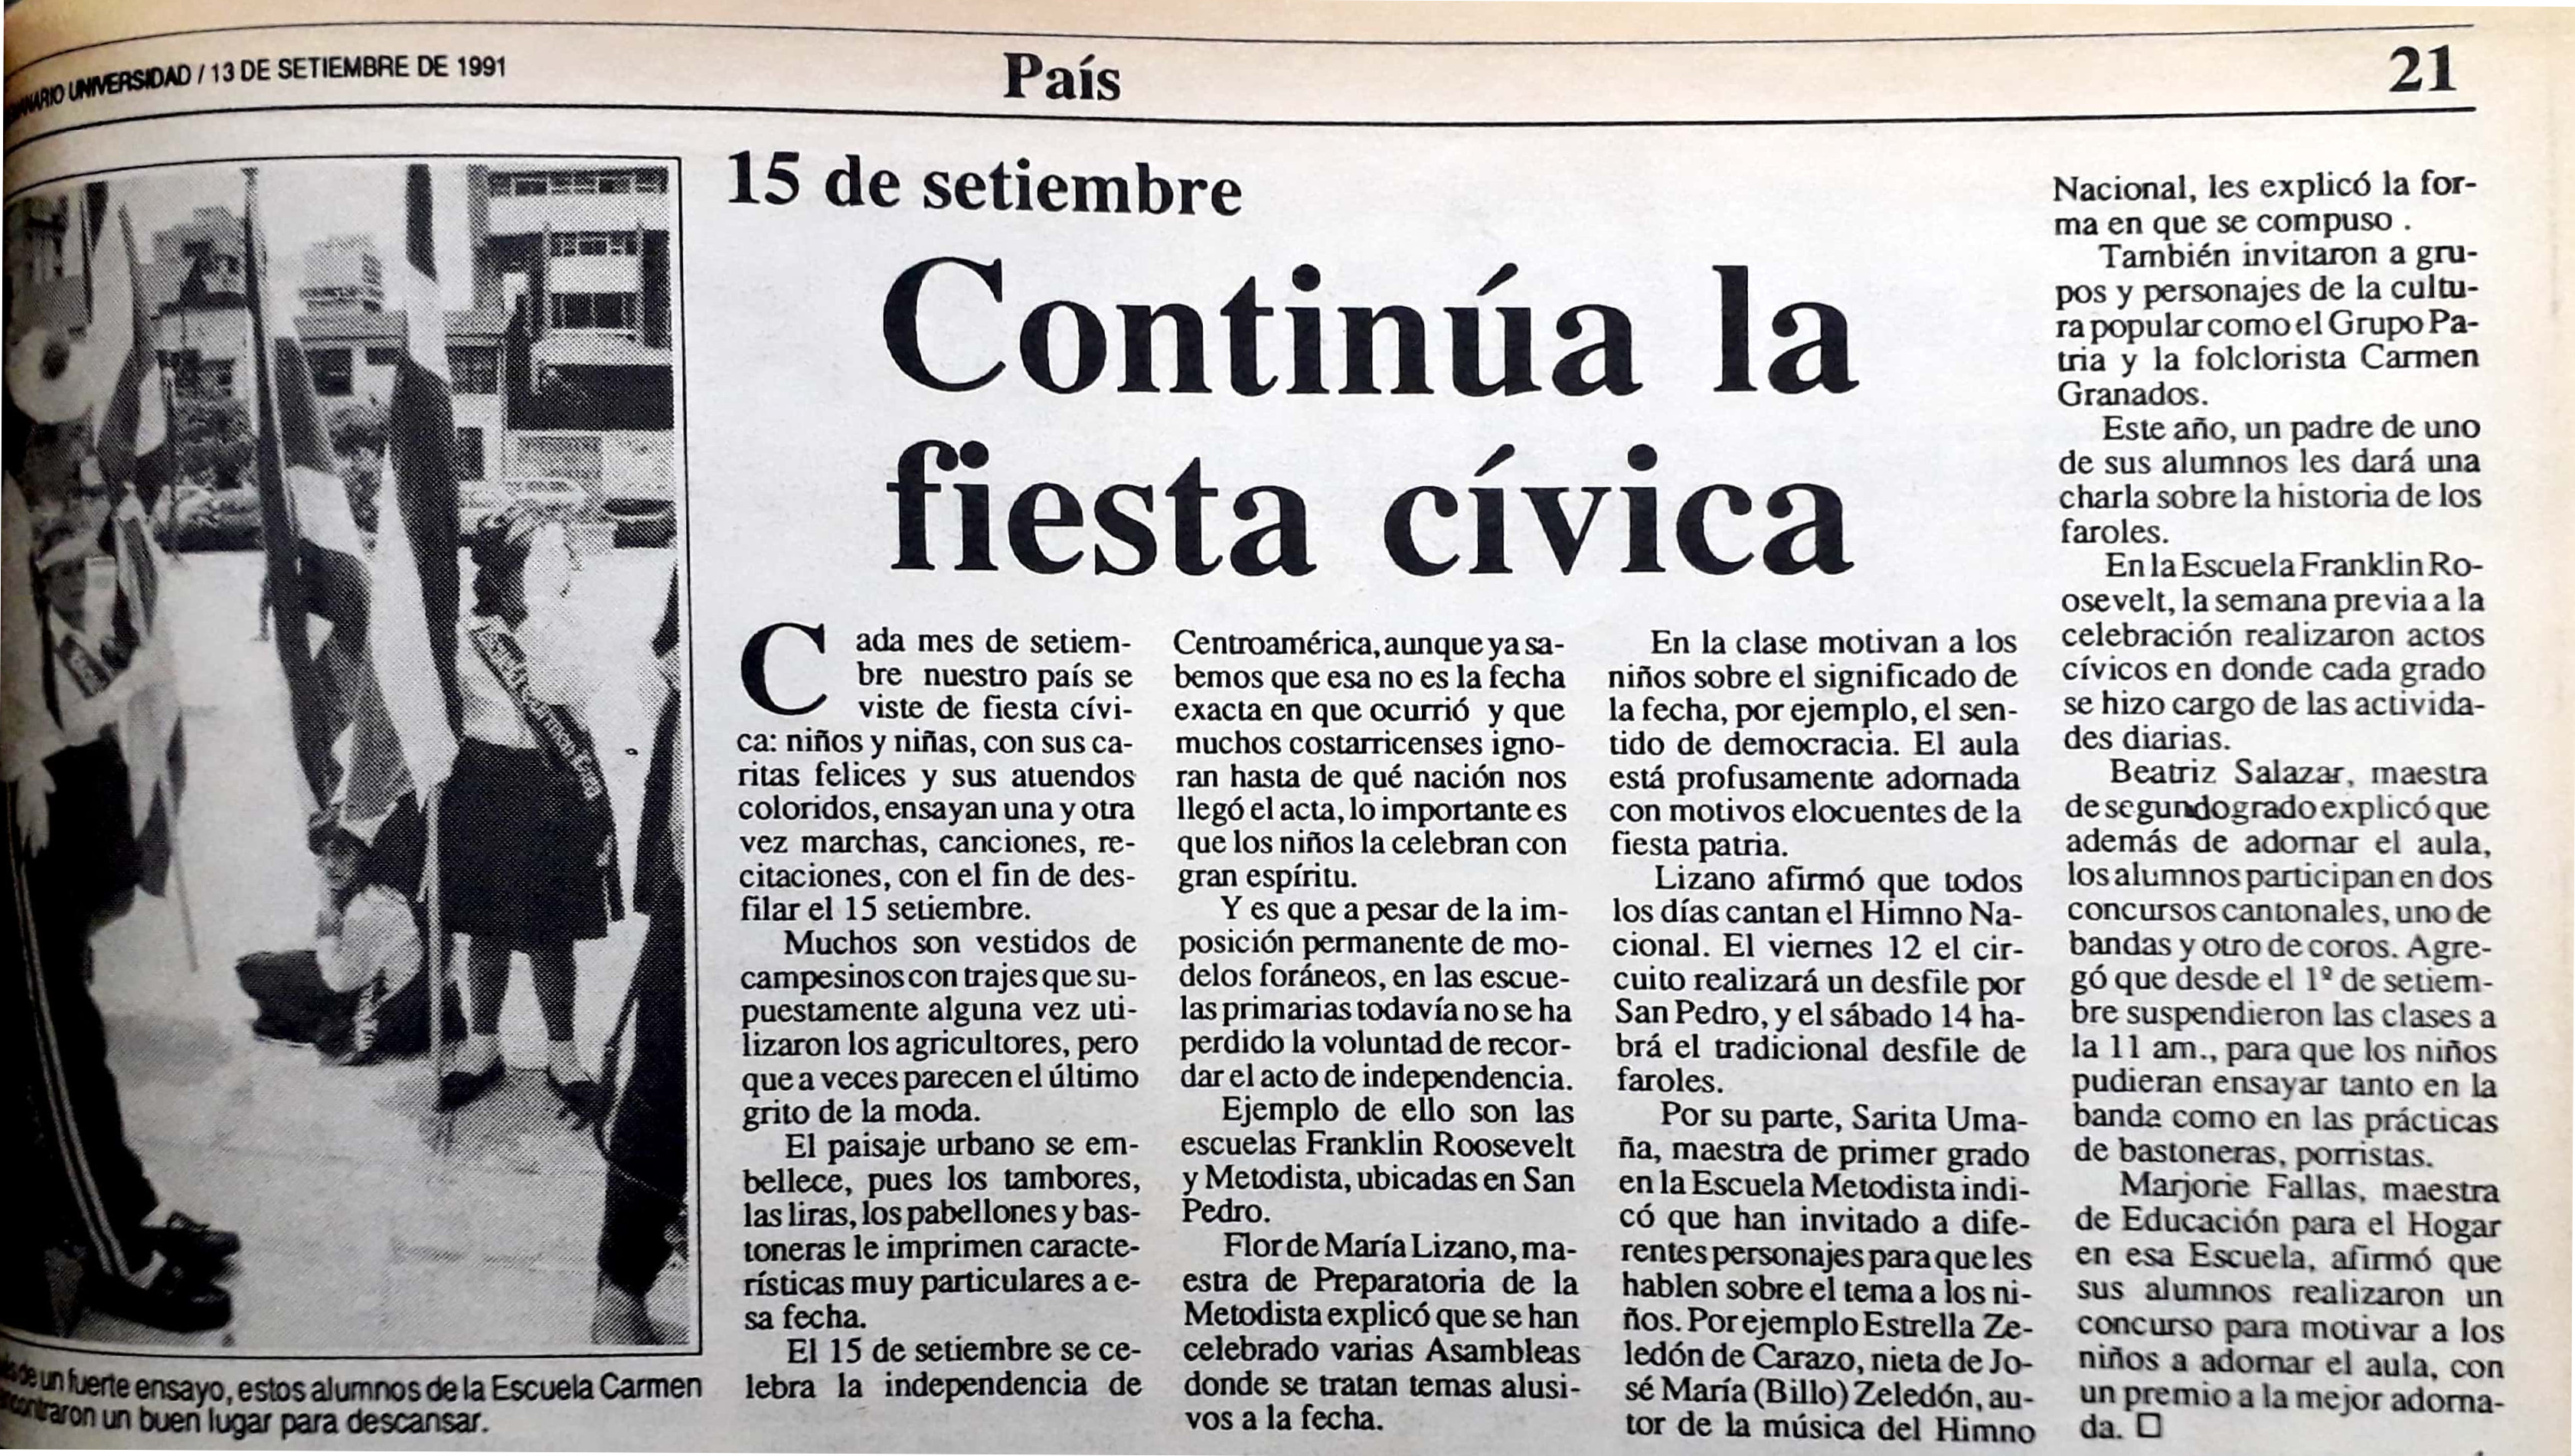 UNIVERSIDAD / 13 DE SETIEMBRE DE 1991
País
21
15 de setiembre
Continúa la
fiesta cívica
Cada mes de setiem-
bre nuestro país se
viste de fiesta cívi-
ca: niños y niñas, con sus ca-
ritas felices y sus atuendos
coloridos, ensayan una y otra
vez marchas, canciones, re-
citaciones, con el fin de des-
filar el 15 setiembre.
Muchos son vestidos de
campesinos con trajes que su-
puestamente alguna vez uti-
lizaron los agricultores, pero
que a veces parecen el último
grito de la moda.
El paisaje urbano se em-
bellece, pues los tambores,
las liras, los pabellones y bas-
toneras le imprimen caracte-
rísticas muy particulares a e-
sa fecha.
El 15 de setiembre se ce-
lebra la independencia de
Centroamérica, aunque ya sa-
bemos que esa no es la fecha
exacta en que ocurrió y que
muchos costarricenses igno-
ran hasta de qué nación nos
llegó el acta, lo importante es
que los niños la celebran con
gran espíritu.
Y es que a pesar de la im-
posición permanente de mo-
delos foráneos, en las escue-
las primarias todavía no se ha
perdido la voluntad de recor-
dar el acto de independencia.
Ejemplo de ello son las
escuelas Franklin Roosevelt
y Metodista, ubicadas en San
Pedro.
Flor de María Lizano, ma-
estra de Preparatoria de la
Metodista explicó que se han
celebrado varias Asambleas
donde se tratan temas alusi-
vos a la fecha.
En la clase motivan a los
niños sobre el significado de
la fecha, por ejemplo, el sen-
tido de democracia. El aula
está profusamente adornada
con motivos elocuentes de la
fiesta patria.
Lizano afirmó que todos
los días cantan el Himno Na-
cional. El viernes 12 el cir-
cuito realizará un desfile por
San Pedro, y el sábado 14 ha-
brá el tradicional desfile de
faroles.
Por su parte, Sarita Uma-
ña, maestra de primer grado
en la Escuela Metodista indi-
có que han invitado a dife-
rentes personajes para que les
hablen sobre el tema a los ni-
ños. Por ejemplo Estrella Ze-
ledón de Carazo, nieta de Jo-
sé María (Billo) Zeledón, au-
tor de la música del Himno
Nacional, les explicó la for-
ma en que se compuso .
También invitaron a gru-
pos y personajes de la cultu-
ra popular como el Grupo Pa-
tria y la folclorista Carmen
Granados.
Este año, un padre de uno
de sus alumnos les dará una
charla sobre la historia de los
faroles.
En la Escuela Franklin Ro-
osevelt, la semana previa a la
celebración realizaron actos
cívicos en donde cada grado
se hizo cargo de las activida-
des diarias.
Beatriz Salazar, maestra
de segundo grado explicó que
además de adornar el aula,
los alumnos participan en dos
concursos cantonales, uno de
bandas y otro de coros. Agre-
gó que desde el 1º de setiem-
bre suspendieron las clases a
la 11 am., para que los niños
pudieran ensayar tanto en la
banda como en las prácticas
de bastoneras, porristas.
Marjorie Fallas, maestra
de Educación para el Hogar
en esa Escuela, afirmó que
sus alumnos realizaron un
concurso para motivar a los
niños a adornar el aula, con
un premio a la mejor adorna-
da.
de un fuerte ensayo, estos alumnos de la Escuela Carmen
un buen lugar para descansar.